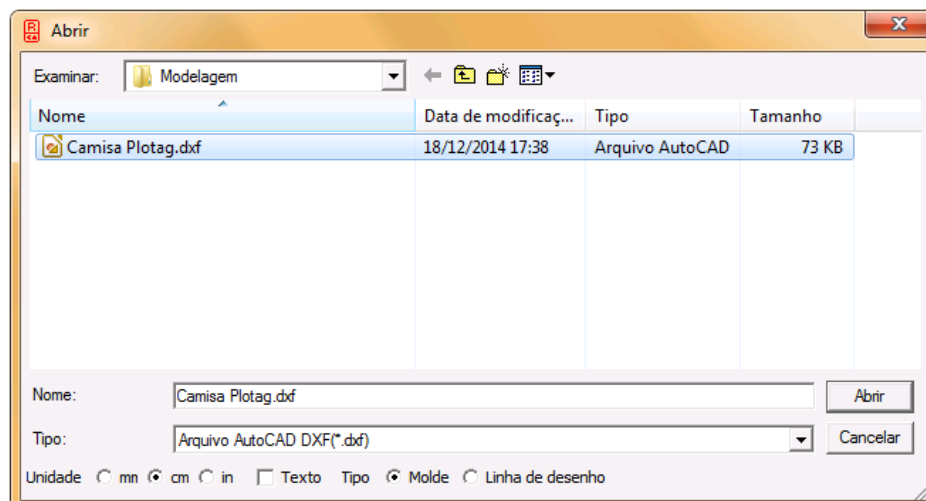 Abrir
Examinar: Modelagem
Nome Data de modificaç... Tipo Tamanho
Camisa Plotag.dxf 18/12/2014 17:38 Arquivo AutoCAD 73 KB
Nome: Camisa Plotag.dxf Abrir
Tipo: Arquivo AutoCAD DXF(*.dxf) Cancelar
Unidade mn cm in Texto Tipo Molde Linha de desenho